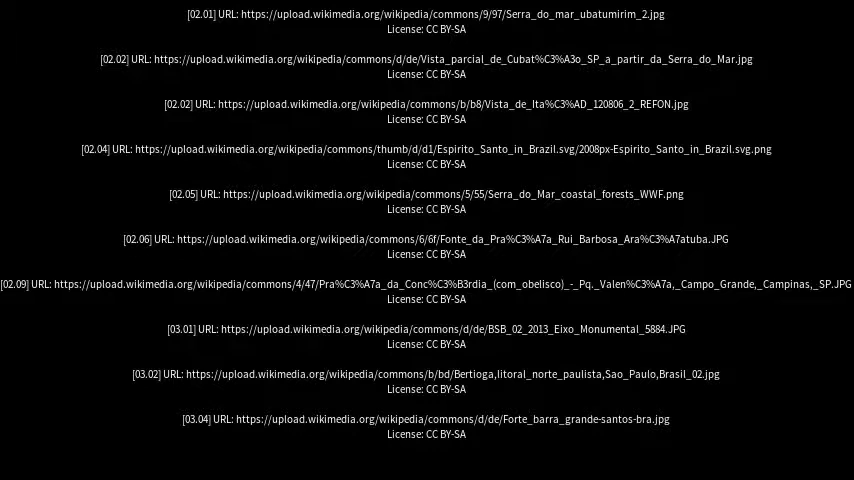 [02.01] URL: https://upload.wikimedia.org/wikipedia/commons/9/97/Serra_do_mar_ubatumirim_2.jpg
License: CC BY-SA
[02.02] URL: https://upload.wikimedia.org/wikipedia/commons/d/de/Vista_parcial_de_Cubat%C3%A3o_SP_a_partir_da_Serra_do_Mar.jpg
License: CC BY-SA
[02.02] URL: https://upload.wikimedia.org/wikipedia/commons/b/b8/Vista_de_Ita%C3%AD_120806_2_REFON.jpg
License: CC BY-SA
[02.04] URL: https://upload.wikimedia.org/wikipedia/commons/thumb/d/d1/Espirito_Santo_in_Brazil.svg/2008px-Espirito_Santo_in_Brazil.svg.png
License: CC BY-SA
[02.05] URL: https://upload.wikimedia.org/wikipedia/commons/5/55/Serra_do_Mar_coastal_forests_WWF.png
License: CC BY-SA
[02.06] URL: https://upload.wikimedia.org/wikipedia/commons/6/6f/Fonte_da_Pra%C3%A7a_Rui_Barbosa_Ara%C3%A7atuba.JPG
License: CC BY-SA
[02.09] URL: https://upload.wikimedia.org/wikipedia/commons/4/47/Pra%C3%A7a_da_Conc%C3%B3rdia_(com_obelisco)_-_Pq._Valen%C3%A7a,_Campo_Grande,_Campinas,_SP.JPG
License: CC BY-SA
[03.01] URL: https://upload.wikimedia.org/wikipedia/commons/d/de/BSB_02_2013_Eixo_Monumental_5884.JPG
License: CC BY-SA
[03.02] URL: https://upload.wikimedia.org/wikipedia/commons/b/bd/Bertioga,litoral_norte_paulista,Sao_Paulo,Brasil_02.jpg
License: CC BY-SA
[03.04] URL: https://upload.wikimedia.org/wikipedia/commons/d/de/Forte_barra_grande-santos-bra.jpg
License: CC BY-SA